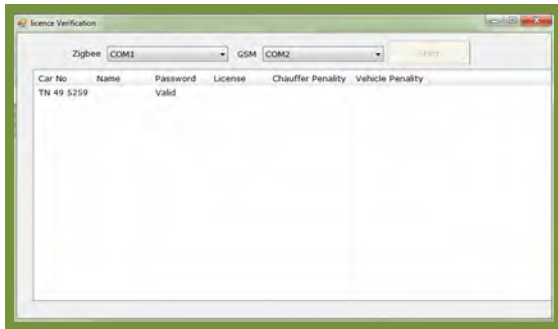 licence Verification
Zigbee COM1 GSM COM2 Start
Car No Name Password License Chauffer Penality Vehicle Penality
TN 49 5259 Valid